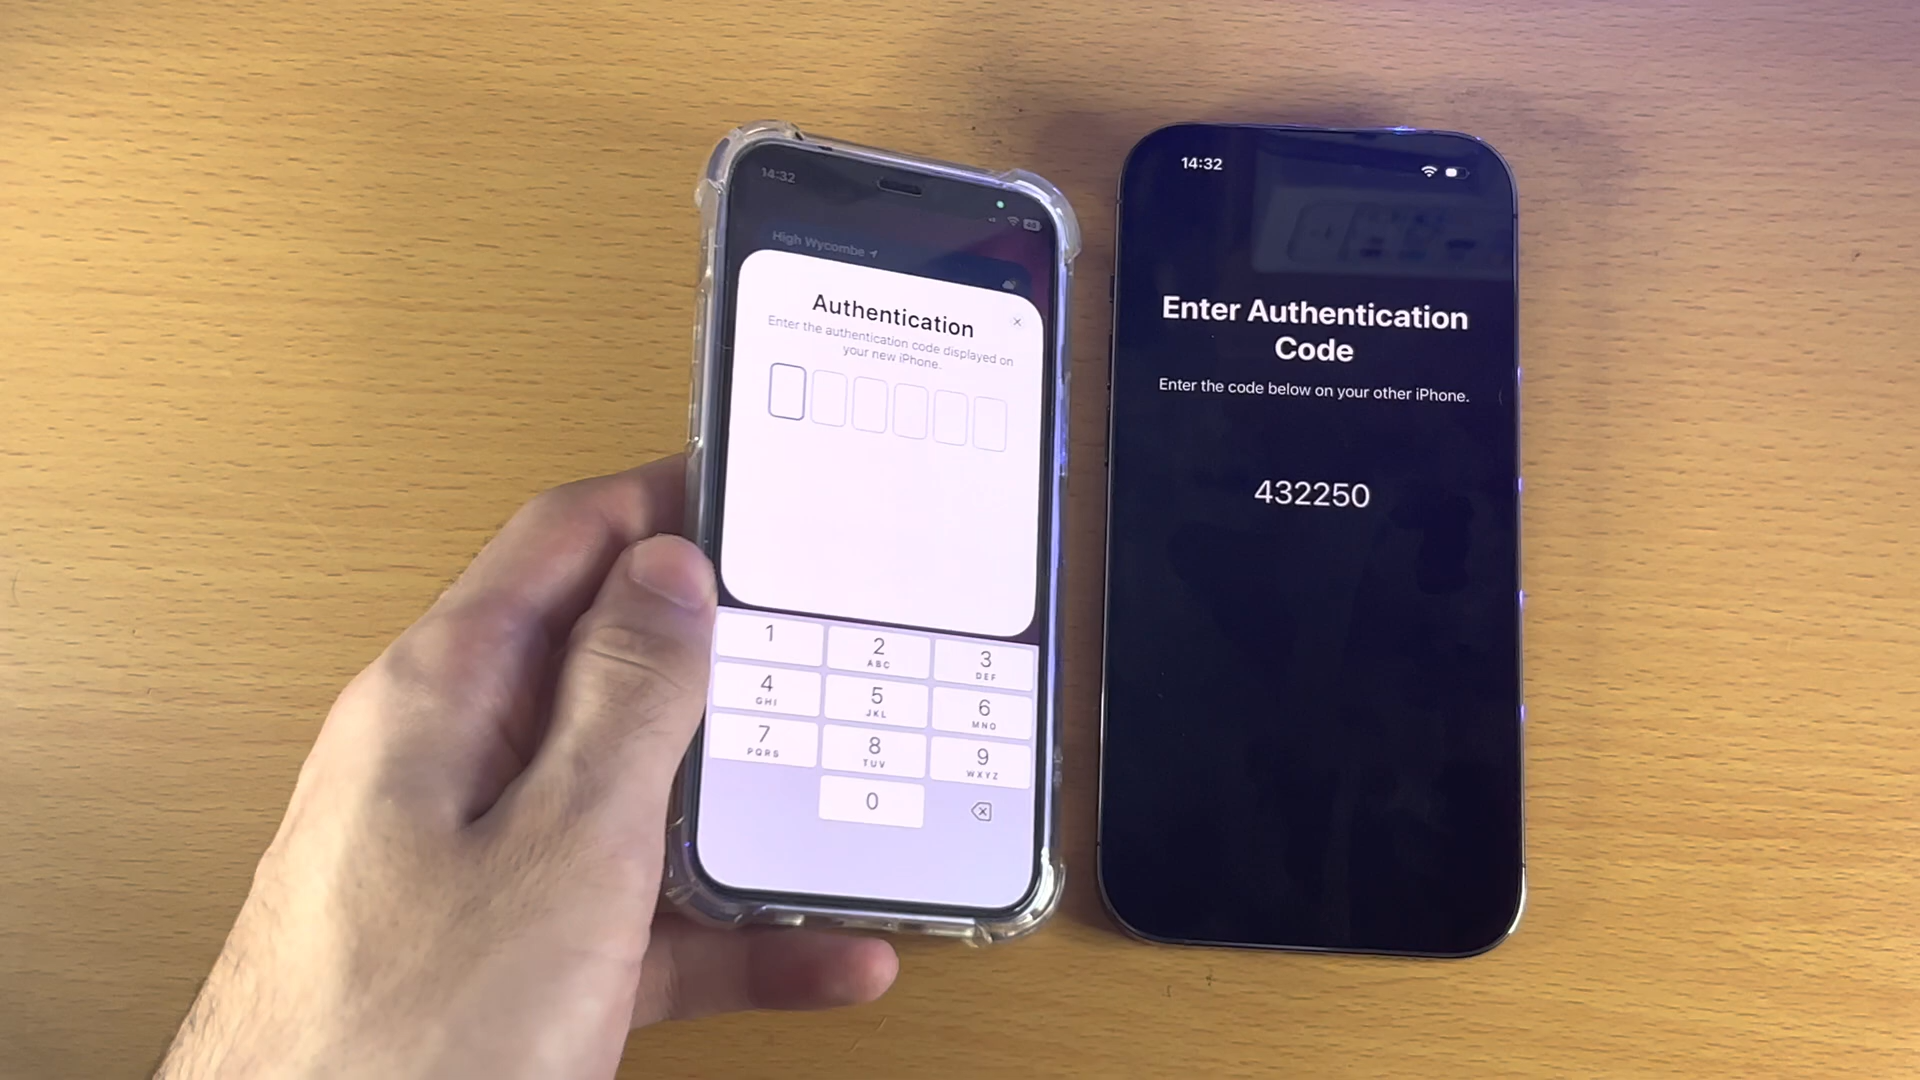 14:32
48
High Wycombe
Authentication
Enter the authentication code displayed on
your new iPhone.
1
2
ABC
3
DEF
4
GHI
5
JKL
6
MNO
7
PQRS
8
TUV
9
WXYZ
0
14:32
Enter Authentication
Code
Enter the code below on your other iPhone.
432250